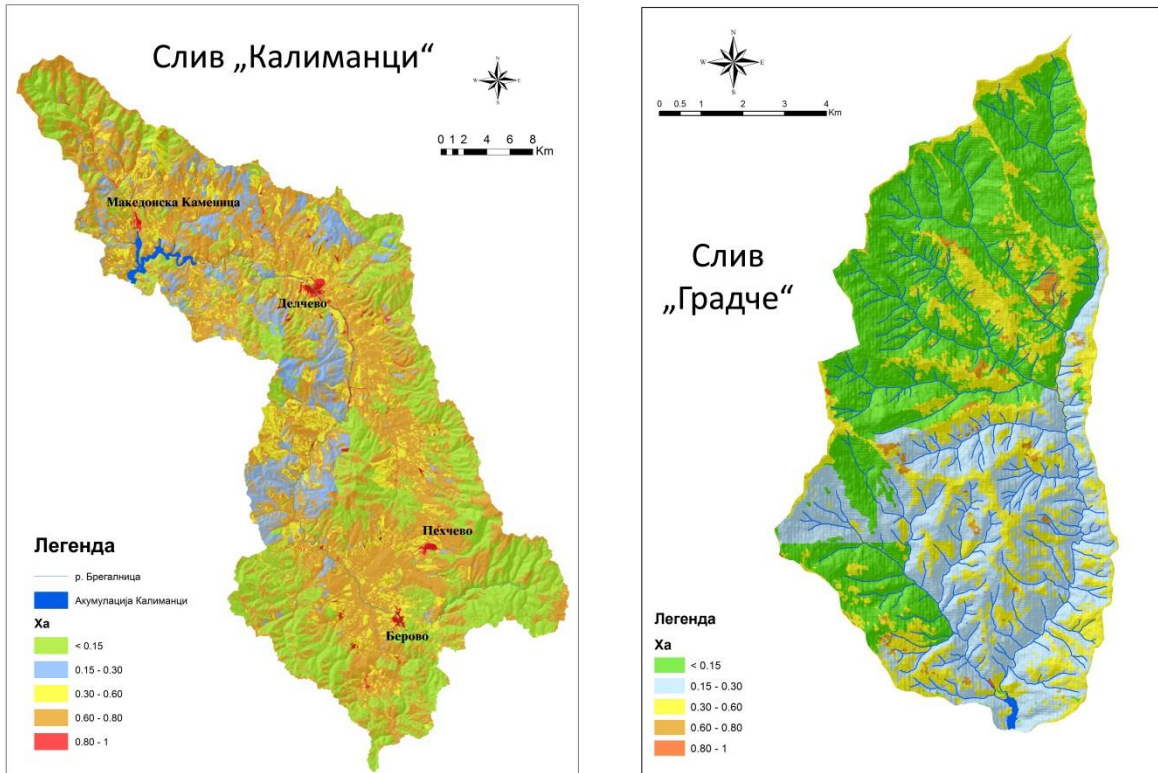 Слив „Калиманци“
N
W E
S
0 1 2 4 6 8
Km
Македонска Каменица
Делчево
Пехчево
Берово
Легенда
р. Брегалница
Акумулација Калиманци
Ха
< 0.15
0.15 - 0.30
0.30 - 0.60
0.60 - 0.80
0.80 - 1
N
W E
S
0 0.5 1 2 3 4
Km
Слив
„Градче“
Легенда
Ха
< 0.15
0.15 - 0.30
0.30 - 0.60
0.60 - 0.80
0.80 - 1